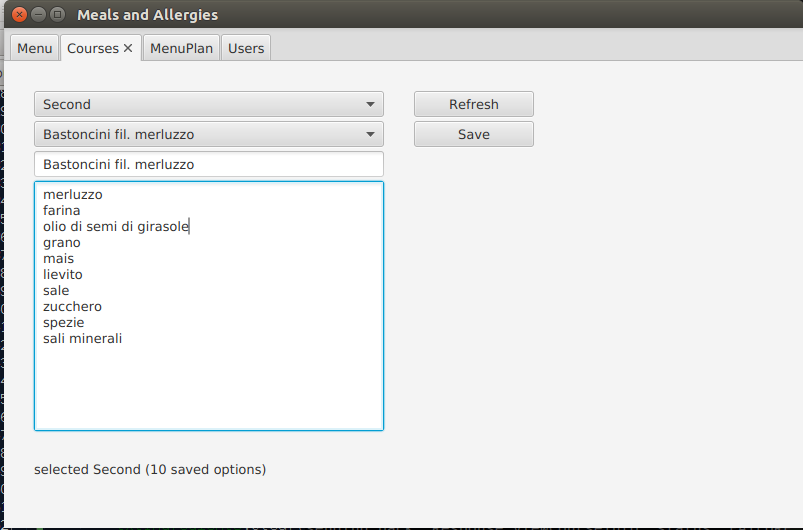 Meals and Allergies
Menu Courses MenuPlan Users
Second Refresh
Bastoncini fil. merluzzo Save
Bastoncini fil. merluzzo
merluzzo
farina
olio di semi di girasole
grano
mais
lievito
sale
zucchero
spezie
sali minerali
selected Second (10 saved options)